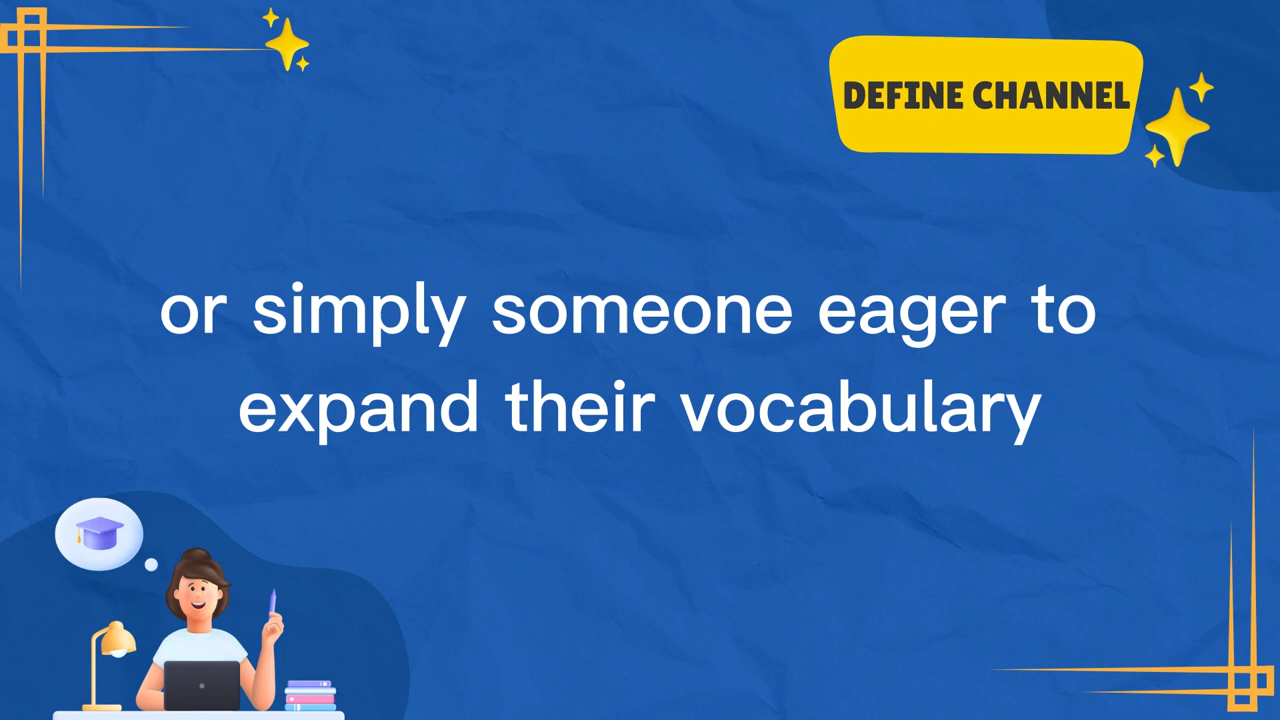 DEFINE CHANNEL
or simply someone eager to
expand their vocabulary